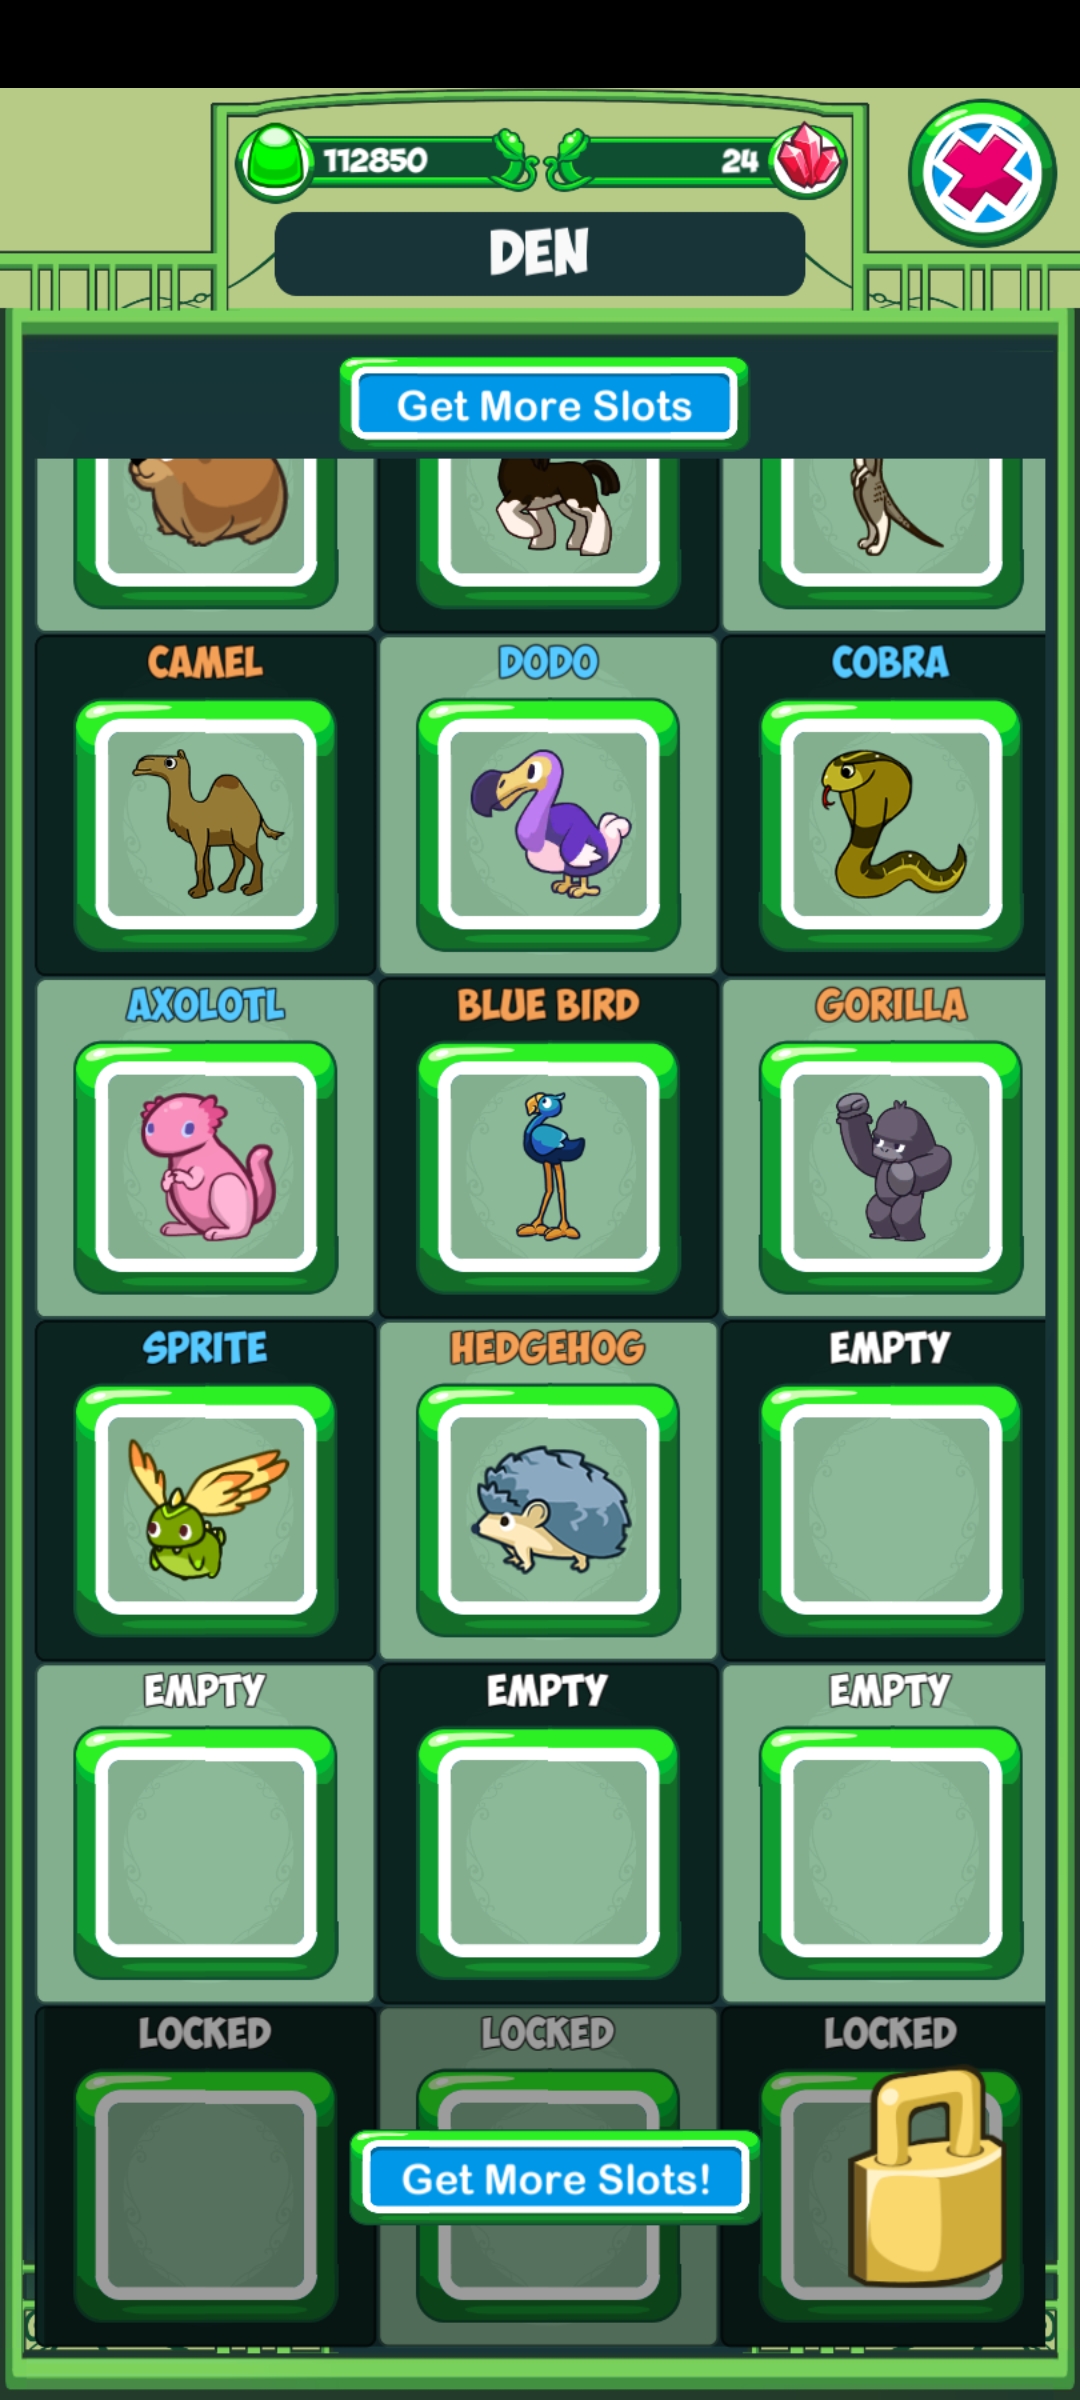 112850
24
DEN
Get More Slots
CAMEL
DODO
COBRA
AXOLOTL
BLUE BIRD
GORILLA
SPRITE
HEDGEHOG
EMPTY
EMPTY
EMPTY
EMPTY
LOCKED
LOCKED
LOCKED
Get More Slots!